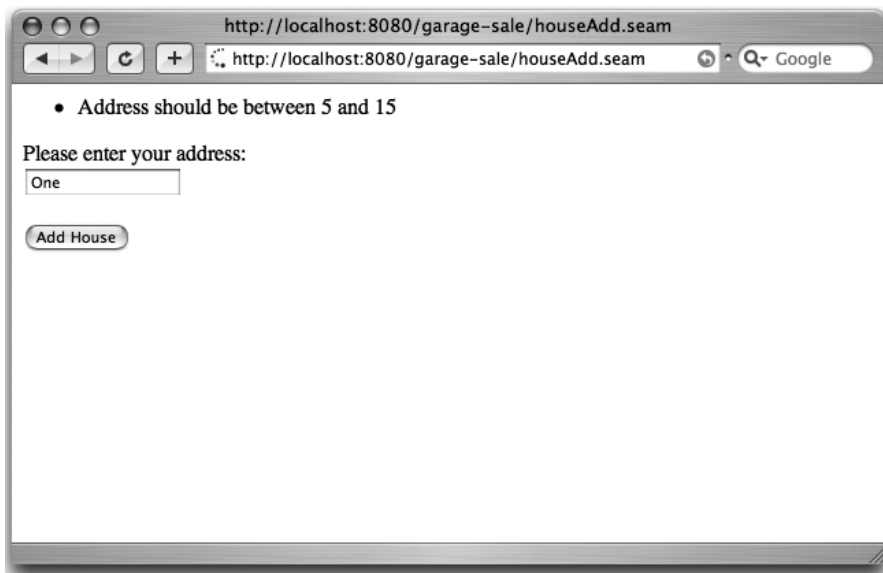 http://localhost:8080/garage-sale/houseAdd.seam
http://localhost:8080/garage-sale/houseAdd.seam Google
• Address should be between 5 and 15
Please enter your address:
One
Add House